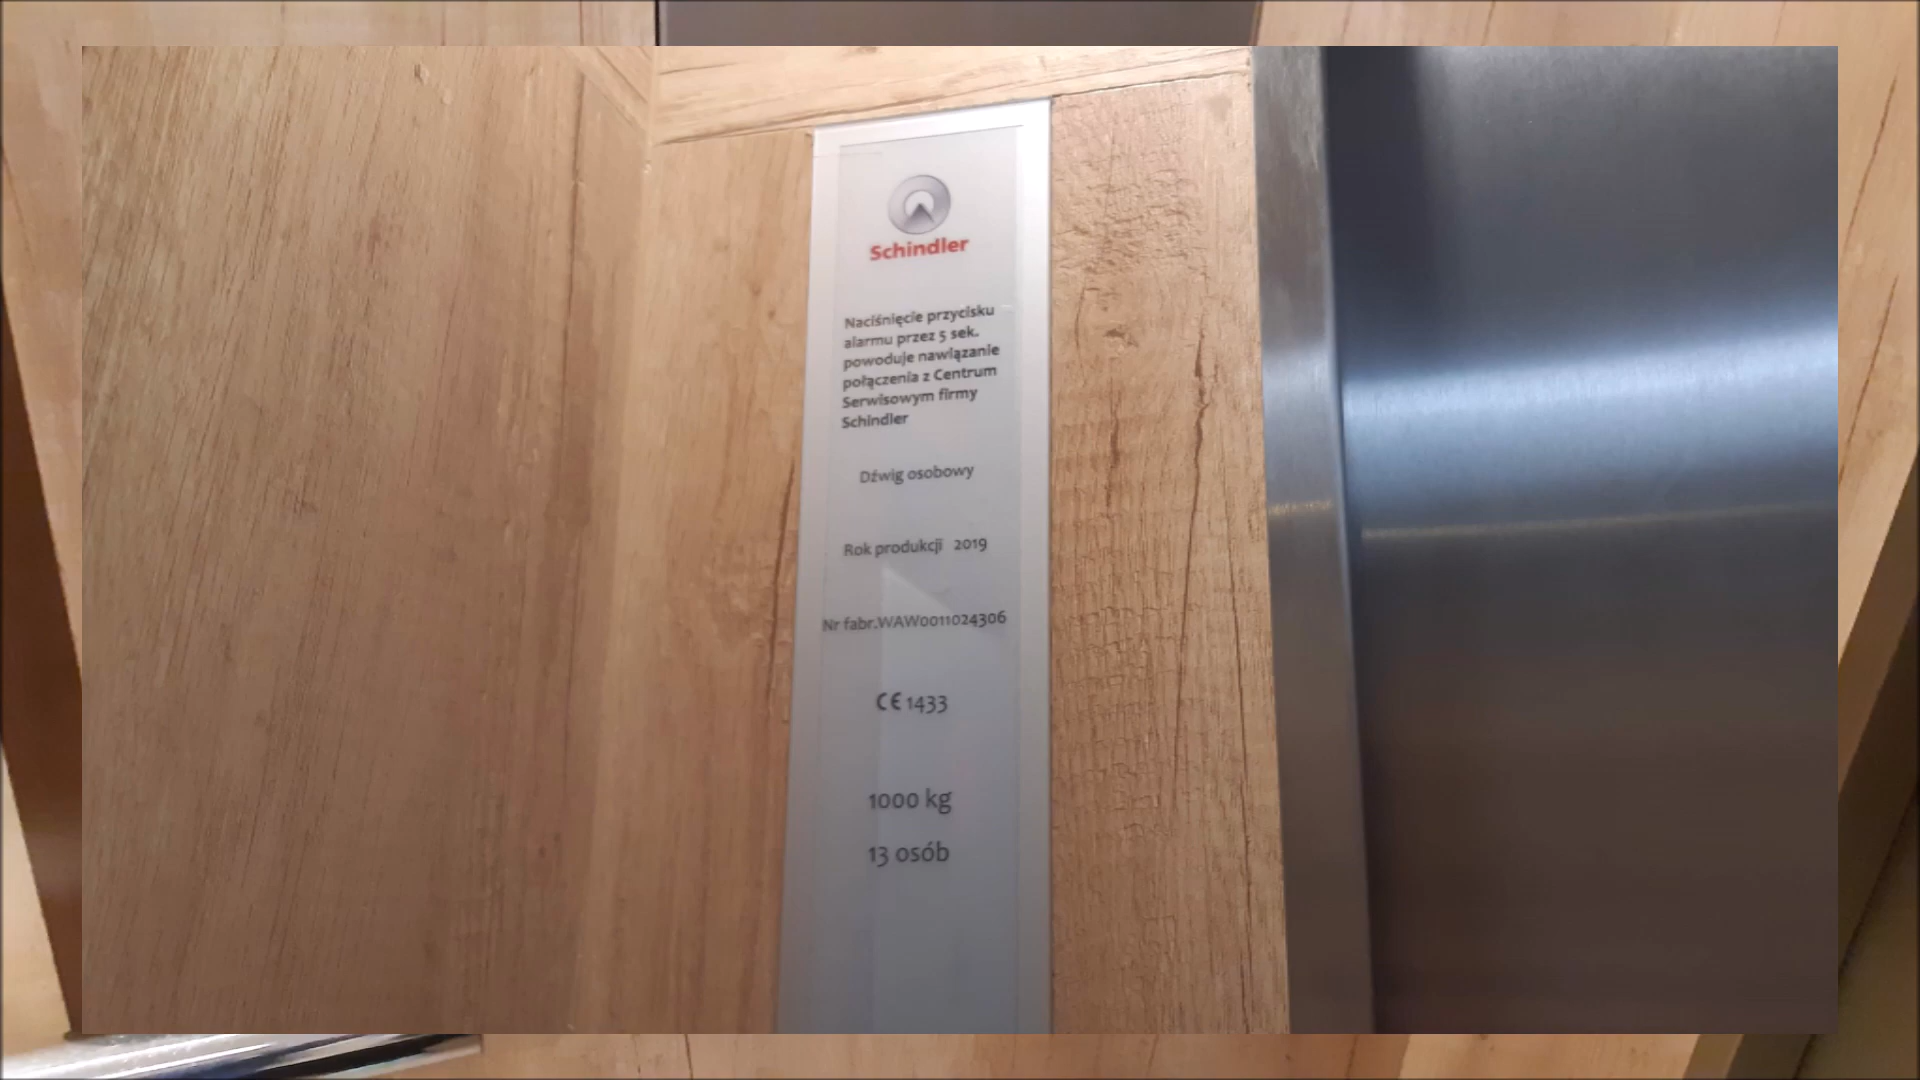 Schindler
Naciśnięcie przycisku
alarmu przez 5 sek.
powoduje nawiązanie
połączenia z Centrum
Serwisowym firmy
Schindler
Dźwig osobowy
Rok produkcji 2019
Nr fabr.WAW0011024306
CE 1433
1000 kg
13 osób